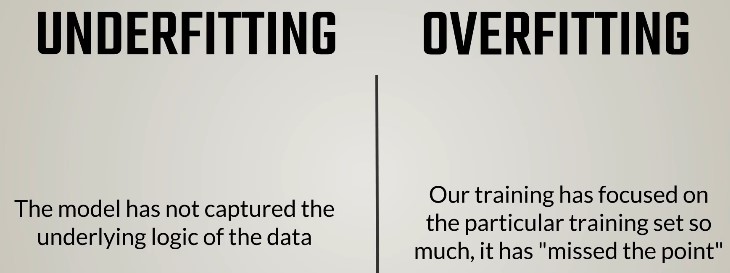 UNDERFITTING
The model has not captured the
underlying logic of the data
OVERFITTING
Our training has focused on
the particular training set so
much, it has "missed the point"